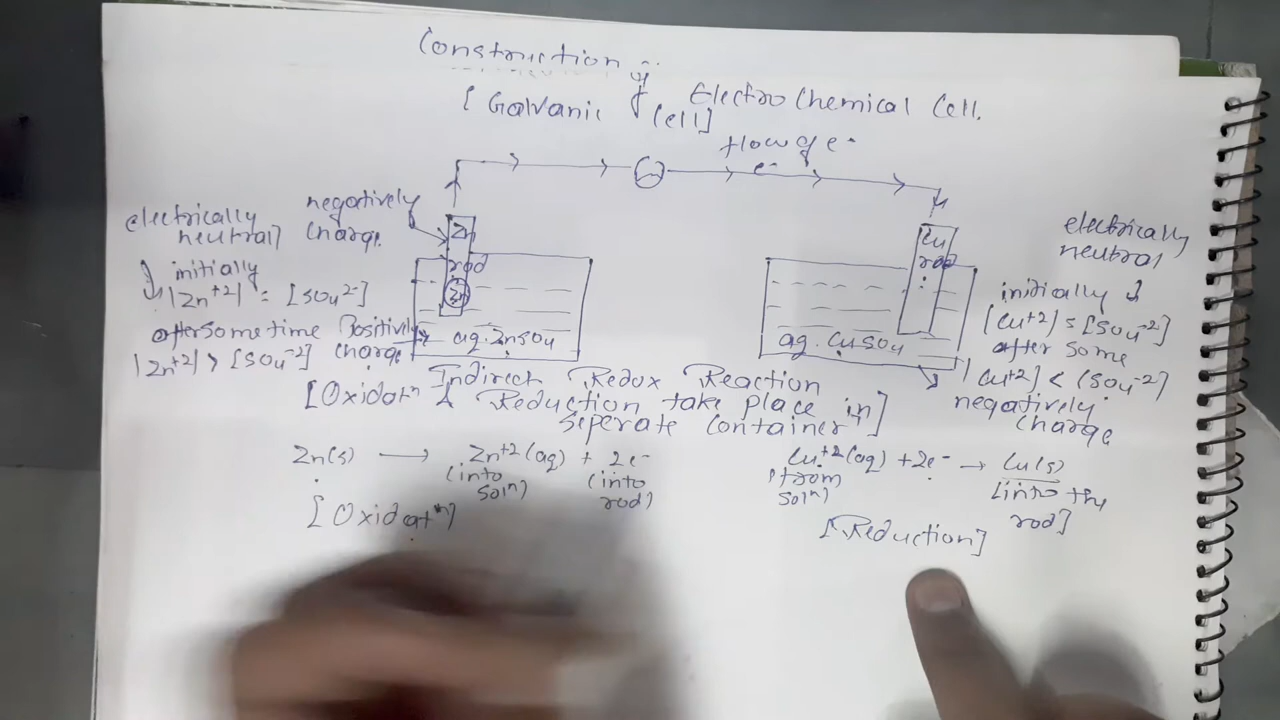 Construction of
Electro Chemical Cell.
[Galvanic Cell]
flow of e-
e-
electrically
neutral]
negatively
charge
Zn
rod
Zn
initially
|Zn+2| = [SO4 2-]
after some time Positively
charge
|Zn+2] > [SO4-2]
aq. ZnSO4
Cu
rod
aq. CuSO4
electrically
neutral
initially
[Cu+2] = [SO4-2]
after some
[Cu+2] < [SO4-2]
negatively
charge
Indirect Redox Reaction
[Oxidatn & Reduction take place in
Seperate Container]
Zn(s) → Zn+2(aq) + 2e-
(into
soln)
(into
rod)
[Oxidatn]
Cu+2(aq) + 2e- → Cu(s)
(from
soln)
[into the
rod]
[Reduction]